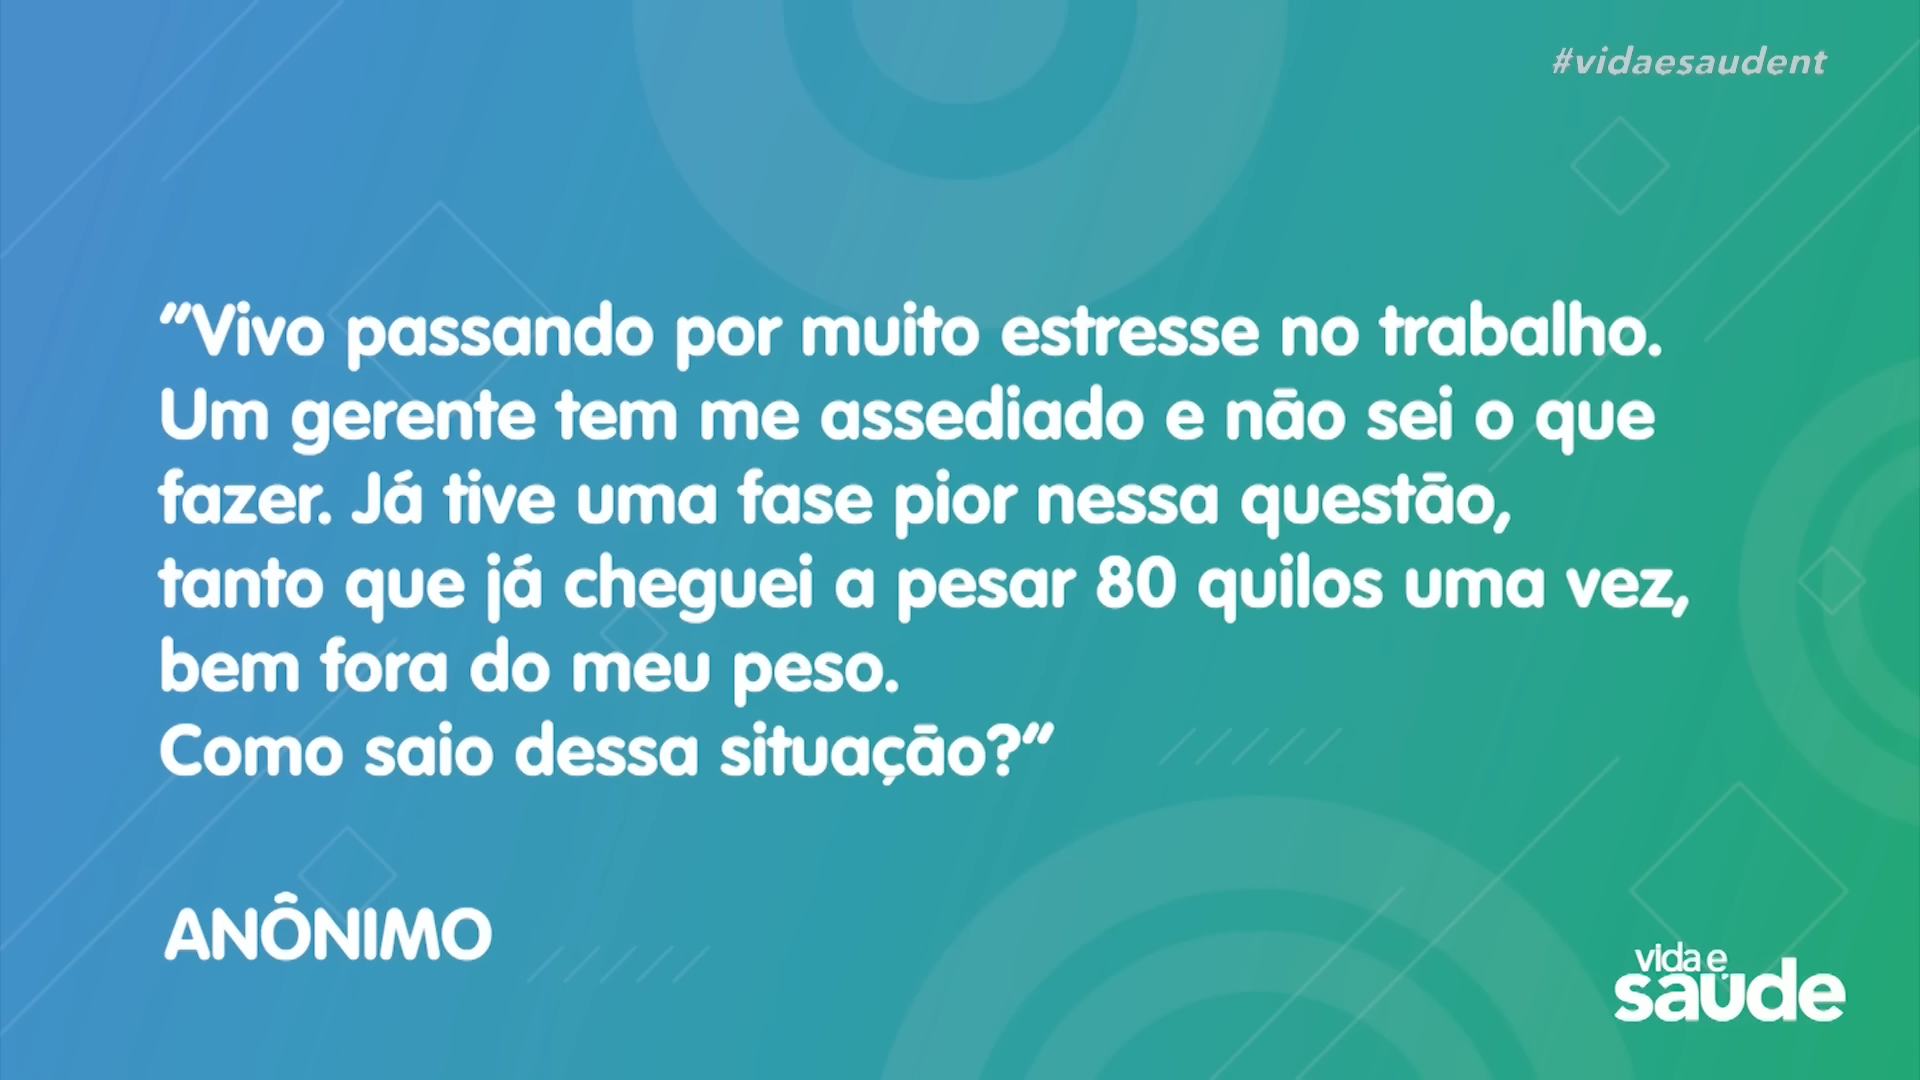 #vidaesaudent
"Vivo passando por muito estresse no trabalho.
Um gerente tem me assediado e não sei o que
fazer. Já tive uma fase pior nessa questão,
tanto que já cheguei a pesar 80 quilos uma vez,
bem fora do meu peso.
Como saio dessa situação?"
ANÔNIMO
vida e
saúde